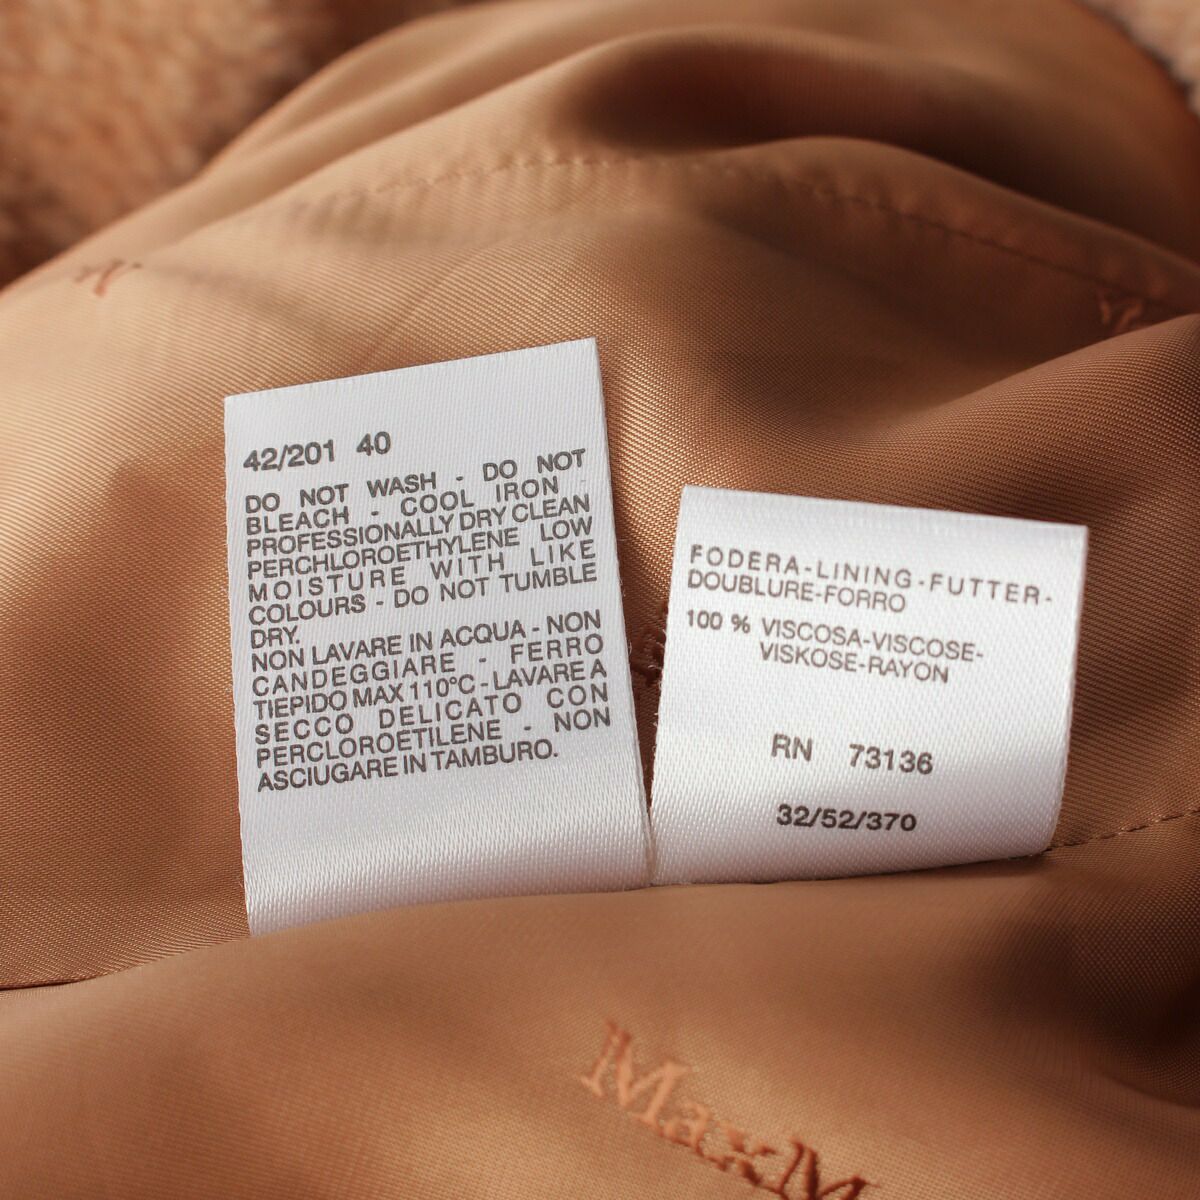 42/201 40
DO NOT WASH - DO NOT
BLEACH - COOL IRON -
PROFESSIONALLY DRY CLEAN
PERCHLOROETHYLENE LOW
MOISTURE WITH LIKE
COLOURS - DO NOT TUMBLE
DRY.
NON LAVARE IN ACQUA - NON
CANDEGGIARE - FERRO
TIEPIDO MAX 110°C - LAVARE A
SECCO DELICATO CON
PERCLOROETILENE - NON
ASCIUGARE IN TAMBURO.
FODERA-LINING-FUTTER-
DOUBLURE-FORRO
100 % VISCOSA-VISCOSE-
VISKOSE-RAYON
RN 73136
32/52/370
MaxM